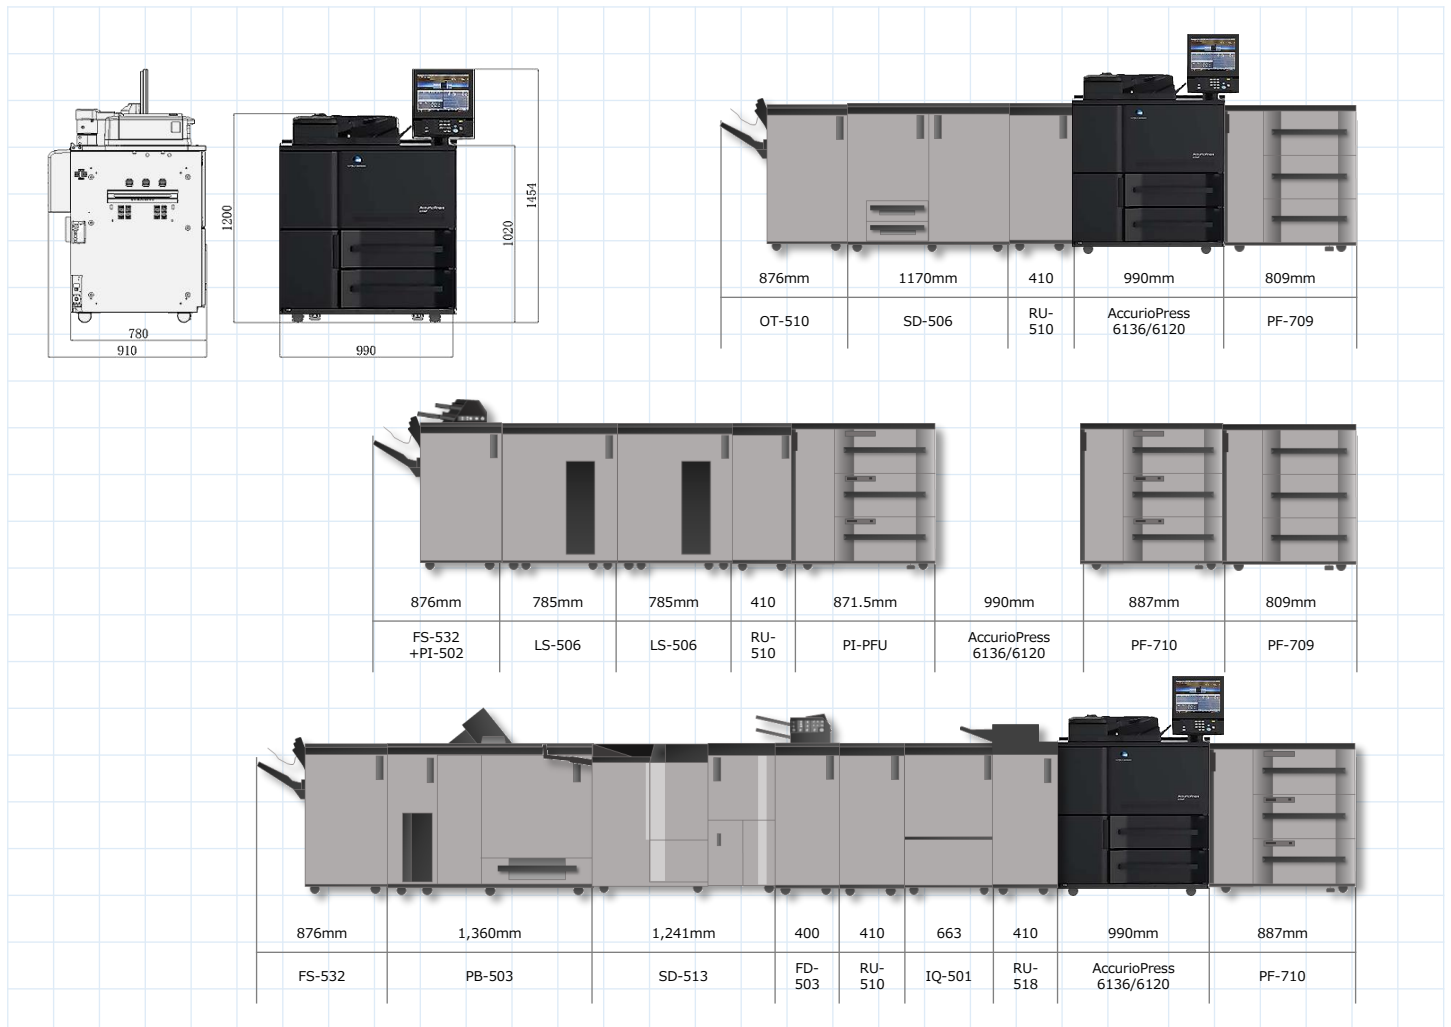 1200
1454
1020
780
910
990
AccurioPress
876mm 1170mm 410 990mm 809mm
OT-510 SD-506 RU-510 AccurioPress 6136/6120 PF-709
876mm 785mm 785mm 410 871.5mm 990mm 887mm 809mm
FS-532 +PI-502 LS-506 LS-506 RU-510 PI-PFU AccurioPress 6136/6120 PF-710 PF-709
876mm 1,360mm 1,241mm 400 410 663 410 990mm 887mm
FS-532 PB-503 SD-513 FD-503 RU-510 IQ-501 RU-518 AccurioPress 6136/6120 PF-710